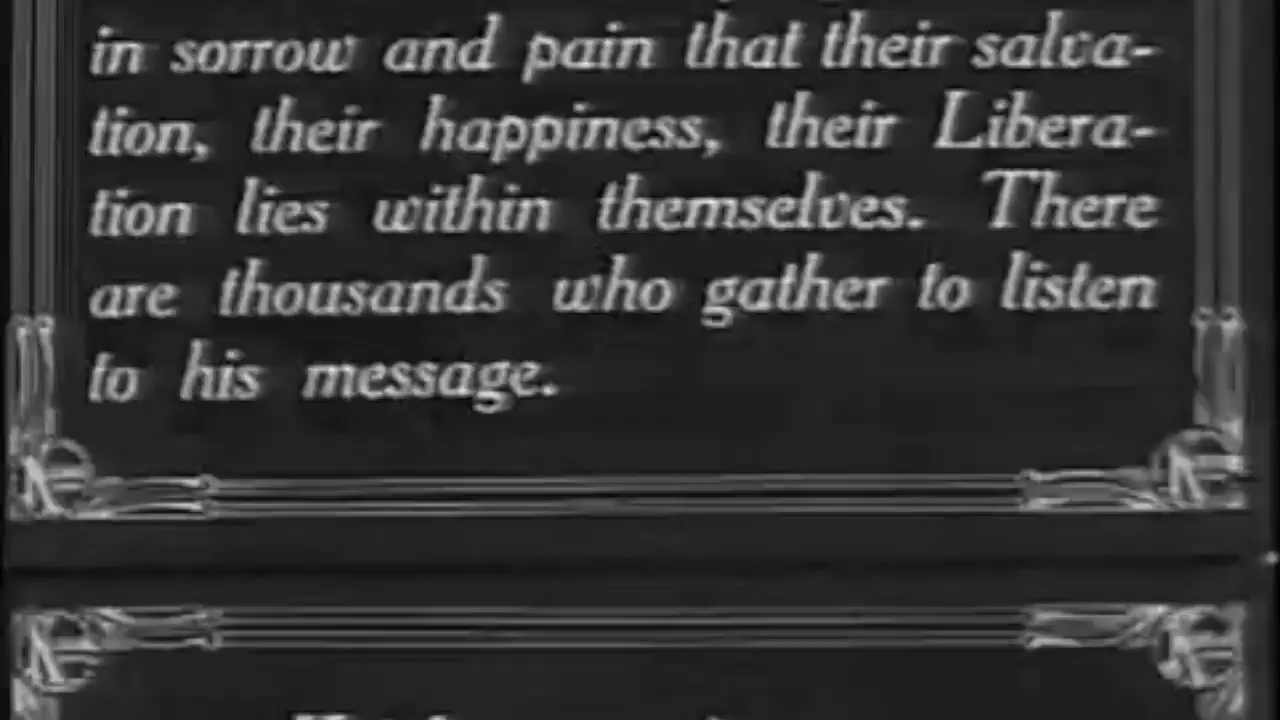 in sorrow and pain that their salva-
tion, their happiness, their Libera-
tion lies within themselves. There
are thousands who gather to listen
to his message.